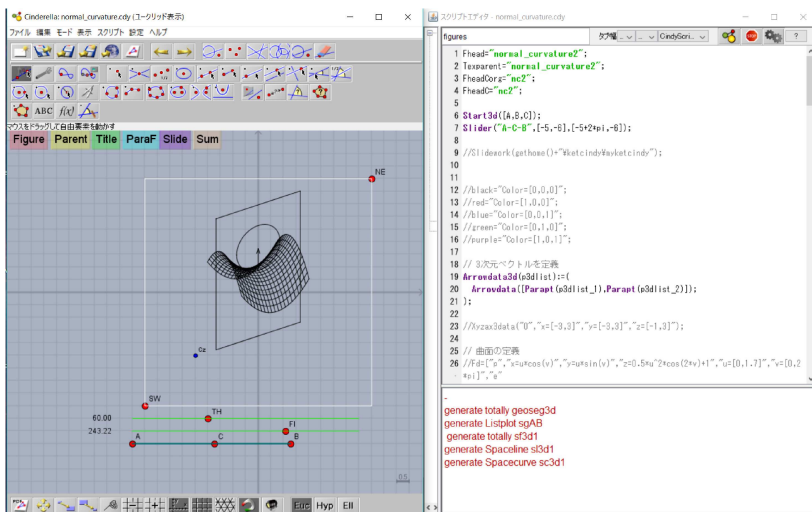 Cinderella: normal_curvature.cdy (ユークリッド表示)
ファイル 編集 モード 表示 スクリプト 設定 ヘルプ
ABC f(x)
マウスをドラッグして自由要素を動かす
Figure Parent Title ParaF Slide Sum
NE
A
Cz
SW
TH
60.00
FI
243.22
A C B
0.5
Euc Hyp Ell
スクリプトエディタ - normal_curvature.cdy
figures タブ幅 CindyScri...
?
1 Fhead="normal_curvature2";
2 Texparent="normal_curvature2";
3 FheadCorg="nc2";
4 FheadC="nc2";
5
6 Start3d([A,B,C]);
7 Slider("A-C-B",[-5,-6],[-5+2*pi,-6]);
8
9 //Slidework(gethome()+"¥ketcindy¥myketcindy");
10
11
12 //black="Color=[0,0,0]";
13 //red="Color=[1,0,0]";
14 //blue="Color=[0,0,1]";
15 //green="Color=[0,1,0]";
16 //purple="Color=[1,0,1]";
17
18 // 3次元ベクトルを定義
19 Arrowdata3d(p3dlist):=(
20 Arrowdata([Parapt(p3dlist_1),Parapt(p3dlist_2)]);
21 );
22
23 //Xyzax3data("0","x=[-3,3]","y=[-3,3]","z=[-1,3]");
24
25 // 曲面の定義
26 //Fd=["p","x=u*cos(v)","y=u*sin(v)","z=0.5*u^2*cos(2*v)+1","u=[0,1.7]","v=[0,2
*pi]","e"
-
generate totally geoseg3d
generate Listplot sgAB
generate totally sf3d1
generate Spaceline sl3d1
generate Spacecurve sc3d1